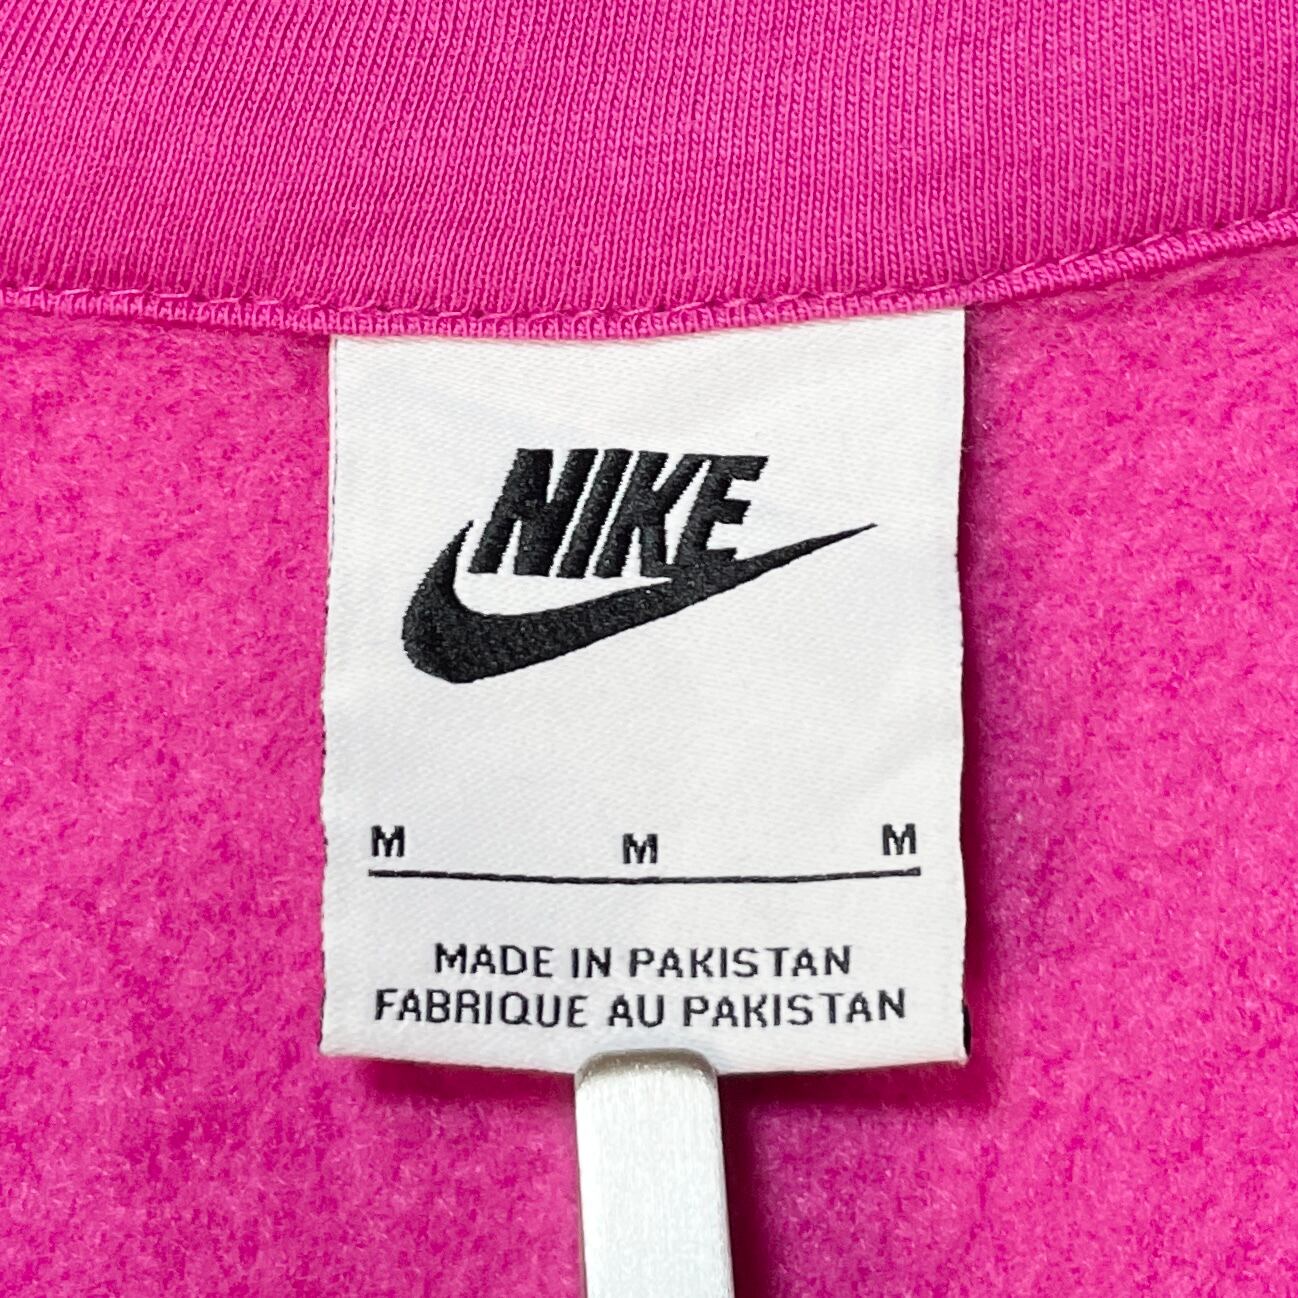 NIKE
M M M
MADE IN PAKISTAN
FABRIQUE AU PAKISTAN